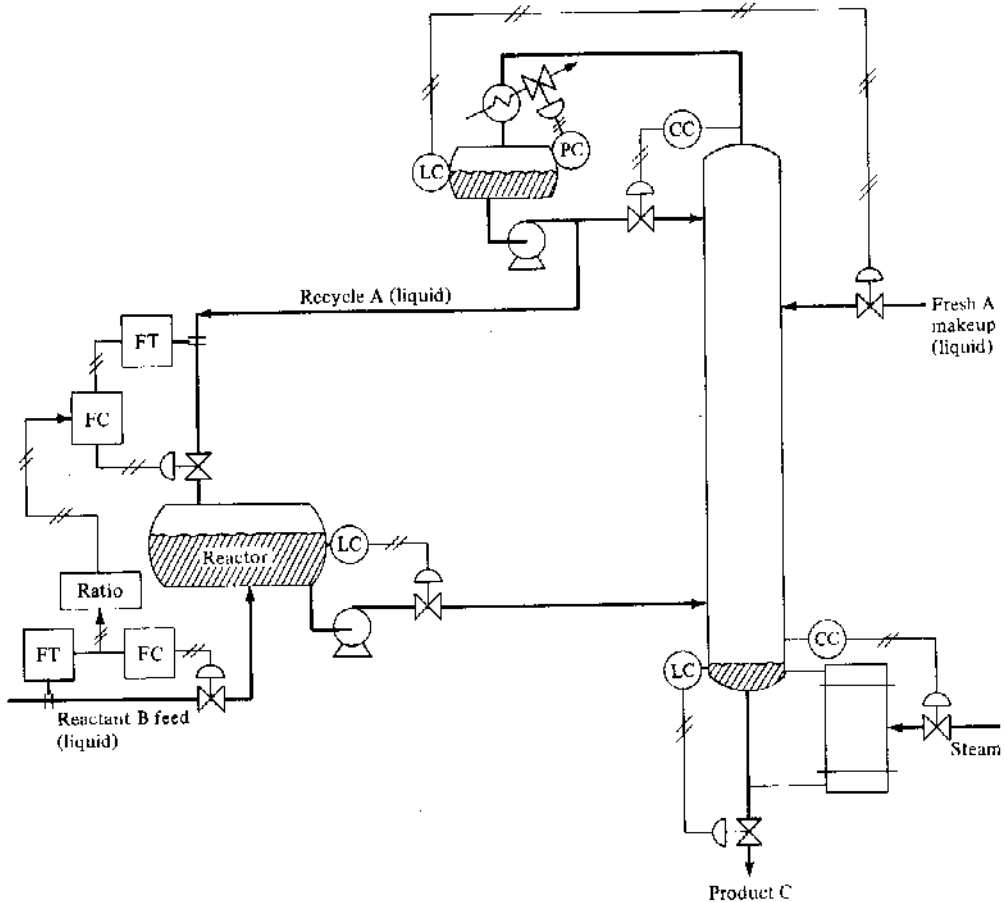 CC
PC
LC
Recycle A (liquid)
Fresh A
makeup
(liquid)
FT
FC
LC
Reactor
Ratio
CC
FT
FC
LC
Reactant B feed
(liquid)
Steam
Product C